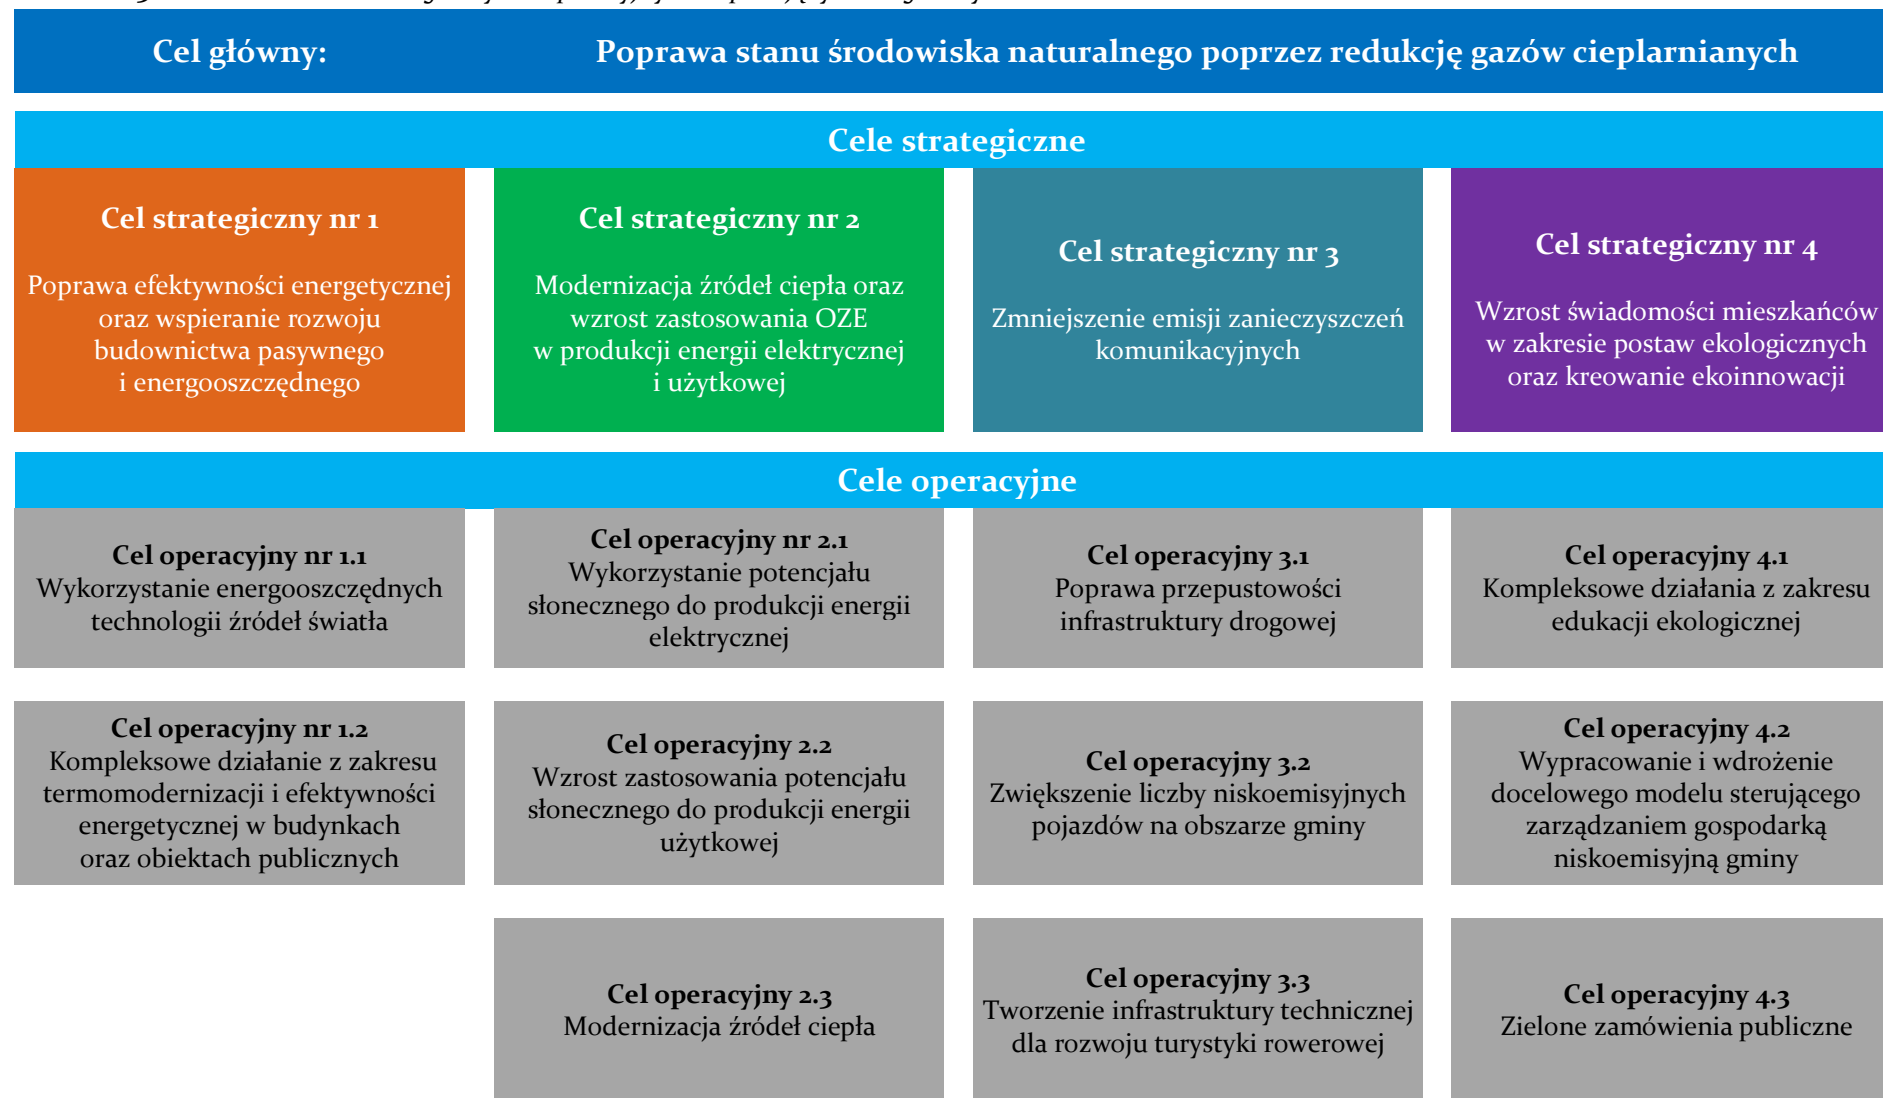 Cel główny: Poprawa stanu środowiska naturalnego poprzez redukcję gazów cieplarnianych
Cele strategiczne
Cel strategiczny nr 1
Poprawa efektywności energetycznej
oraz wspieranie rozwoju
budownictwa pasywnego
i energooszczędnego
Cel strategiczny nr 2
Modernizacja źródeł ciepła oraz
wzrost zastosowania OZE
w produkcji energii elektrycznej
i użytkowej
Cel strategiczny nr 3
Zmniejszenie emisji zanieczyszczeń
komunikacyjnych
Cel strategiczny nr 4
Wzrost świadomości mieszkańców
w zakresie postaw ekologicznych
oraz kreowanie ekoinnowacji
Cele operacyjne
Cel operacyjny nr 1.1
Wykorzystanie energooszczędnych
technologii źródeł światła
Cel operacyjny nr 2.1
Wykorzystanie potencjału
słonecznego do produkcji energii
elektrycznej
Cel operacyjny 3.1
Poprawa przepustowości
infrastruktury drogowej
Cel operacyjny 4.1
Kompleksowe działania z zakresu
edukacji ekologicznej
Cel operacyjny nr 1.2
Kompleksowe działanie z zakresu
termomodernizacji i efektywności
energetycznej w budynkach
oraz obiektach publicznych
Cel operacyjny 2.2
Wzrost zastosowania potencjału
słonecznego do produkcji energii
użytkowej
Cel operacyjny 3.2
Zwiększenie liczby niskoemisyjnych
pojazdów na obszarze gminy
Cel operacyjny 4.2
Wypracowanie i wdrożenie
docelowego modelu sterującego
zarządzaniem gospodarką
niskoemisyjną gminy
Cel operacyjny 2.3
Modernizacja źródeł ciepła
Cel operacyjny 3.3
Tworzenie infrastruktury technicznej
dla rozwoju turystyki rowerowej
Cel operacyjny 4.3
Zielone zamówienia publiczne